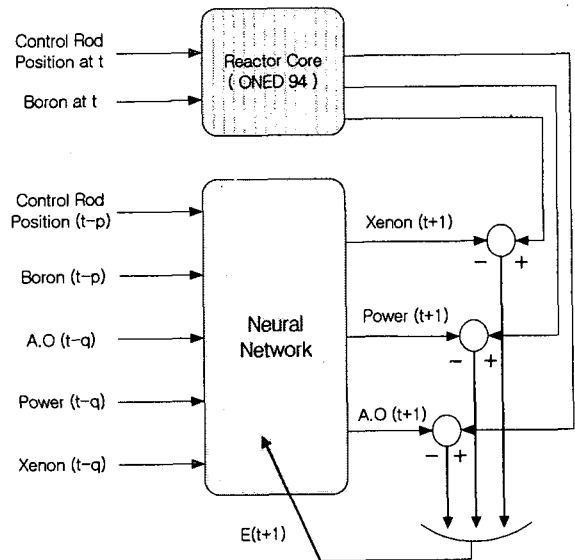 Control Rod
Position at t
Boron at t
Reactor Core
( ONED 94 )
Control Rod
Position (t-p)
Boron (t-p)
A.O (t-q)
Power (t-q)
Xenon (t-q)
Neural
Network
Xenon (t+1)
- +
Power (t+1)
- +
A.O (t+1)
- +
E(t+1)